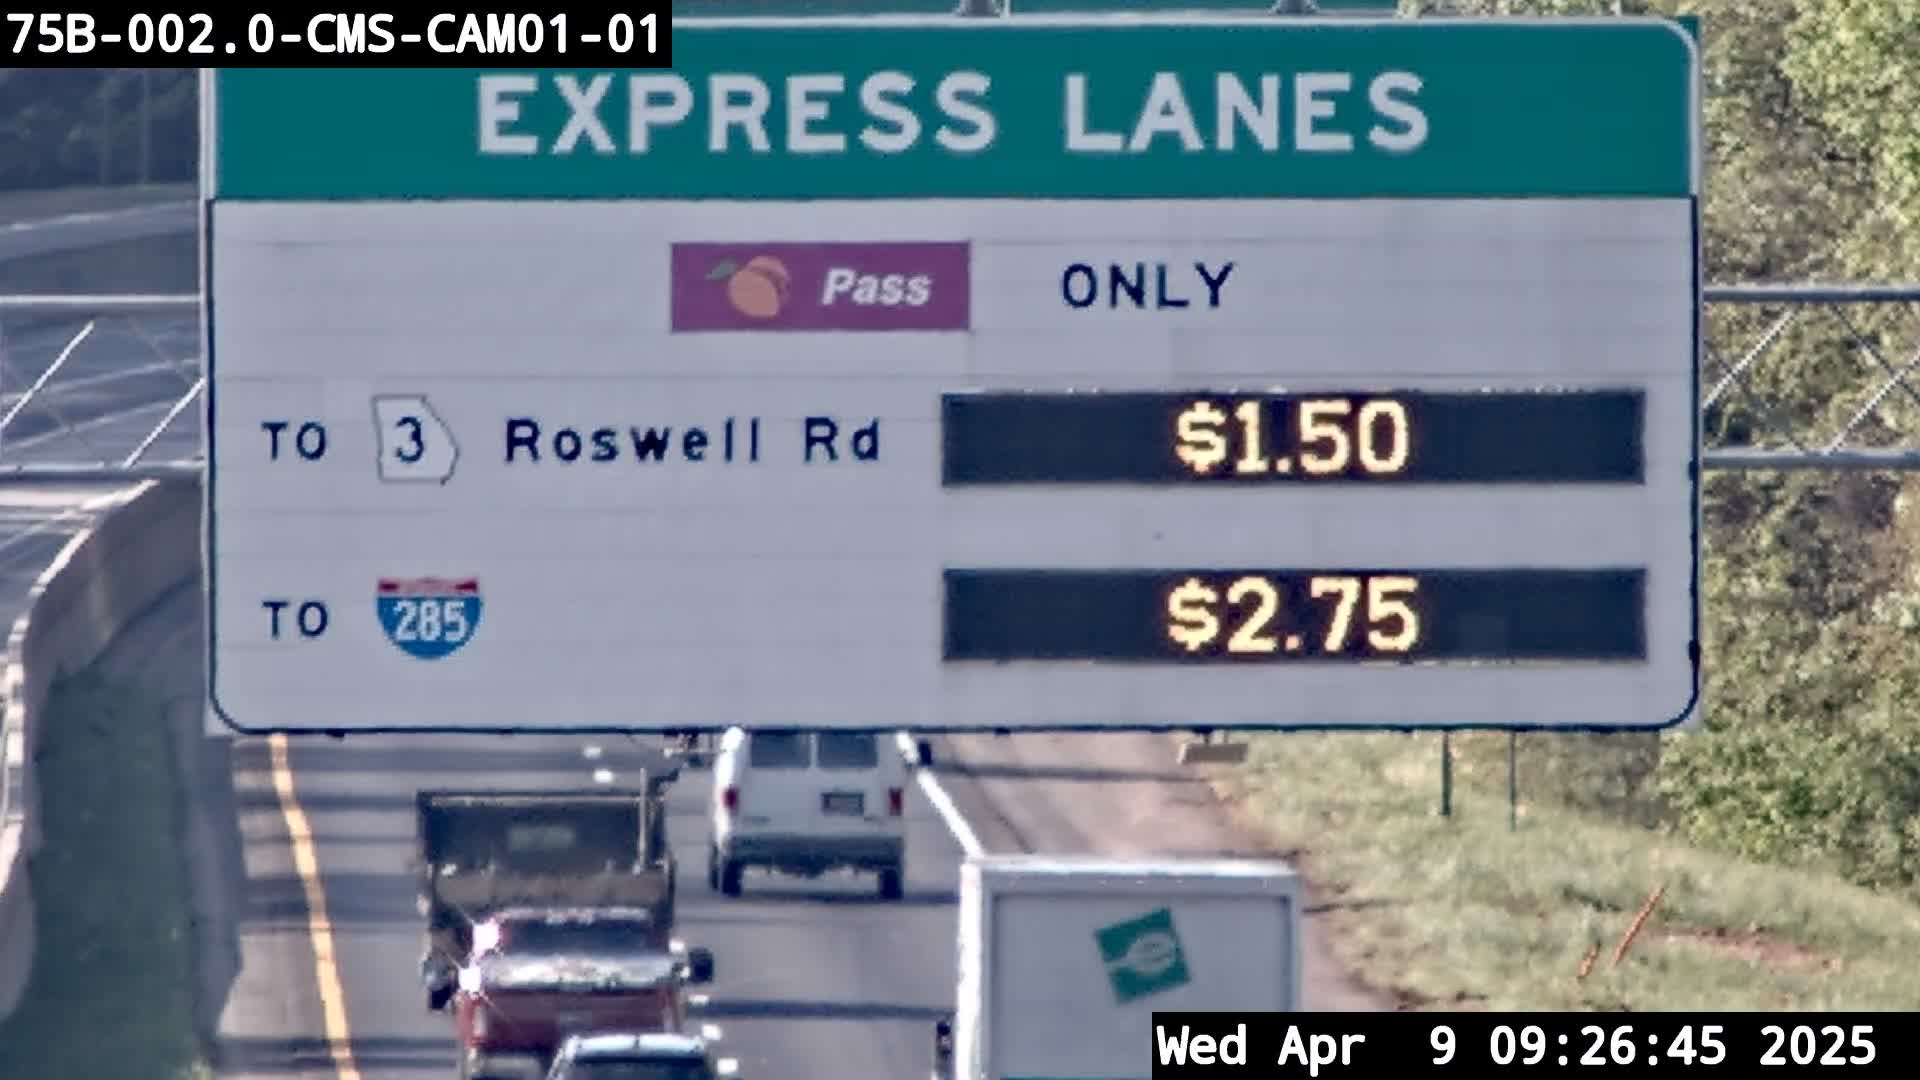 75B-002.0-CMS-CAM01-01
EXPRESS LANES
Pass ONLY
TO 3 Roswell Rd $1.50
TO 285 $2.75
Wed Apr 9 09:26:45 2025